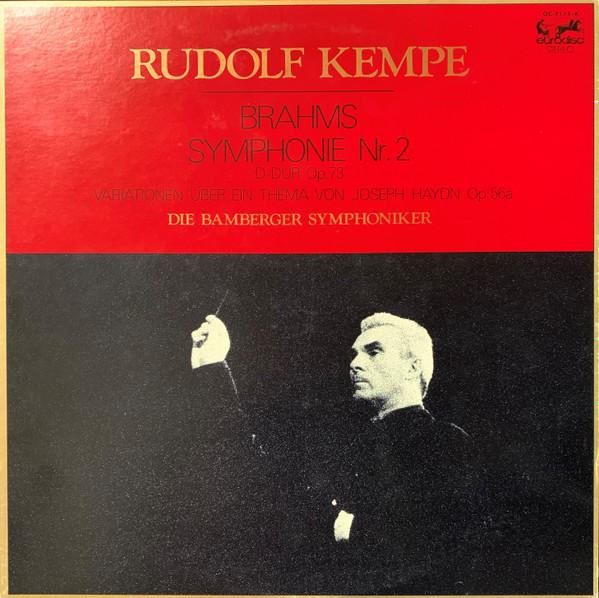 eurodisc
STEREO
RUDOLF KEMPE
BRAHMS
SYMPHONIE Nr. 2
D-DUR Op.73
VARIATIONEN ÜBER EIN THEMA VON JOSEPH HAYDN Op.56a
DIE BAMBERGER SYMPHONIKER